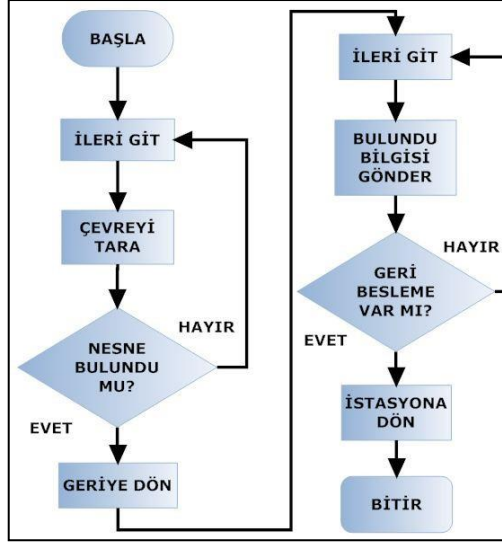 BAŞLA
İLERİ GİT
ÇEVREYİ
TARA
HAYIR
NESNE
BULUNDU
MU?
EVET
GERİYE DÖN
İLERİ GİT
BULUNDU
BİLGİSİ
GÖNDER
HAYIR
GERİ
BESLEME
VAR MI?
EVET
İSTASYONA
DÖN
BİTİR